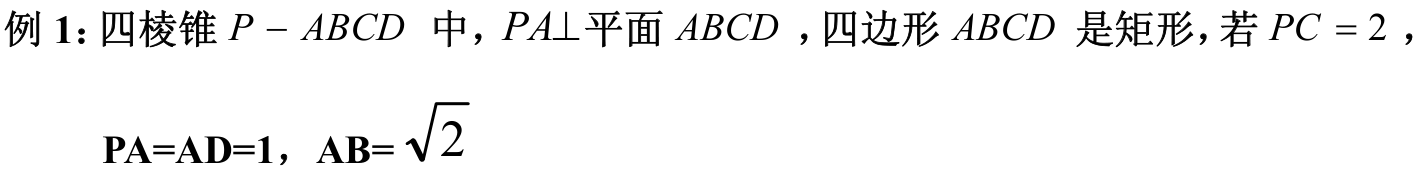 例 1：四棱锥 P − ABCD 中，PA⊥平面 ABCD ，四边形 ABCD 是矩形，若 PC = 2 ，
PA=AD=1，AB=√2